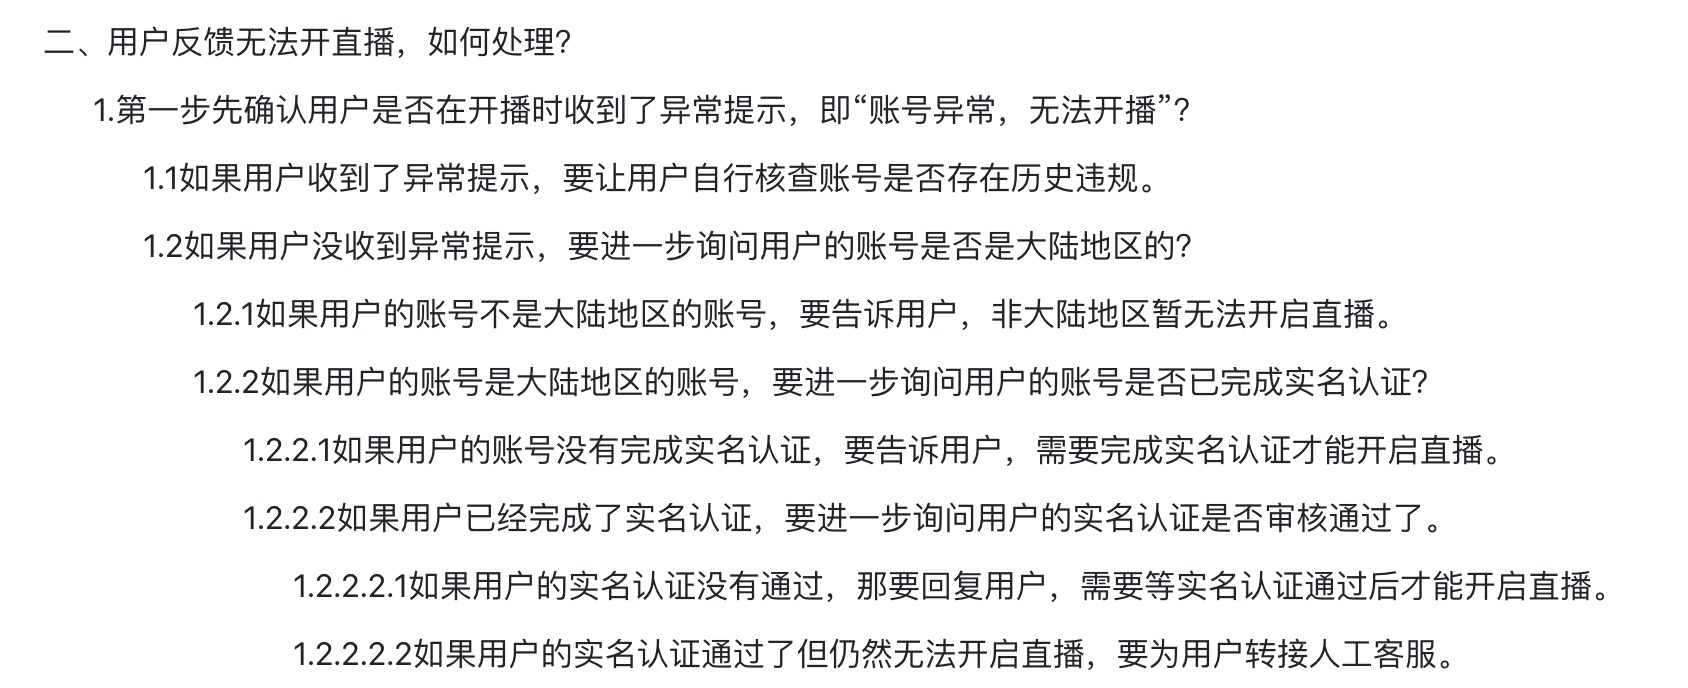 二、用户反馈无法开直播，如何处理？
1.第一步先确认用户是否在开播时收到了异常提示，即“账号异常，无法开播”？
1.1如果用户收到了异常提示，要让用户自行核查账号是否存在历史违规。
1.2如果用户没收到异常提示，要进一步询问用户的账号是否是大陆地区的？
1.2.1如果用户的账号不是大陆地区的账号，要告诉用户，非大陆地区暂无法开启直播。
1.2.2如果用户的账号是大陆地区的账号，要进一步询问用户的账号是否已完成实名认证？
1.2.2.1如果用户的账号没有完成实名认证，要告诉用户，需要完成实名认证才能开启直播。
1.2.2.2如果用户已经完成了实名认证，要进一步询问用户的实名认证是否审核通过了。
1.2.2.2.1如果用户的实名认证没有通过，那要回复用户，需要等实名认证通过后才能开启直播。
1.2.2.2.2如果用户的实名认证通过了但仍然无法开启直播，要为用户转接人工客服。